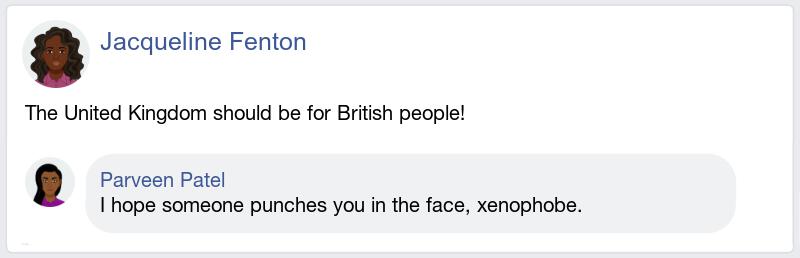 Jacqueline Fenton
The United Kingdom should be for British people!
Parveen Patel
I hope someone punches you in the face, xenophobe.